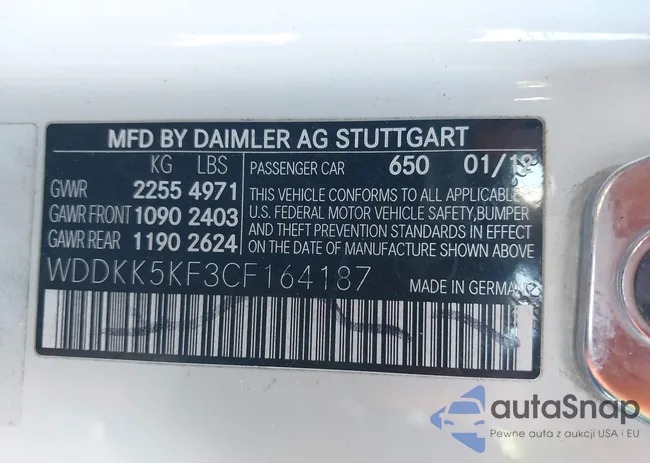 MFD BY DAIMLER AG STUTTGART
KG LBS
GVWR 2255 4971
GAWR FRONT 1090 2403
GAWR REAR 1190 2624
PASSENGER CAR 650
THIS VEHICLE CONFORMS TO ALL APPLICABLE
U.S. FEDERAL MOTOR VEHICLE SAFETY, BUMPER
AND THEFT PREVENTION STANDARDS IN EFFECT
ON THE DATE OF MANUFACTURE SHOWN ABOVE.
WDDKK5KF3CF164187
MADE IN GERMANY
autaSnap
Pewne auta z aukcji USA i EU